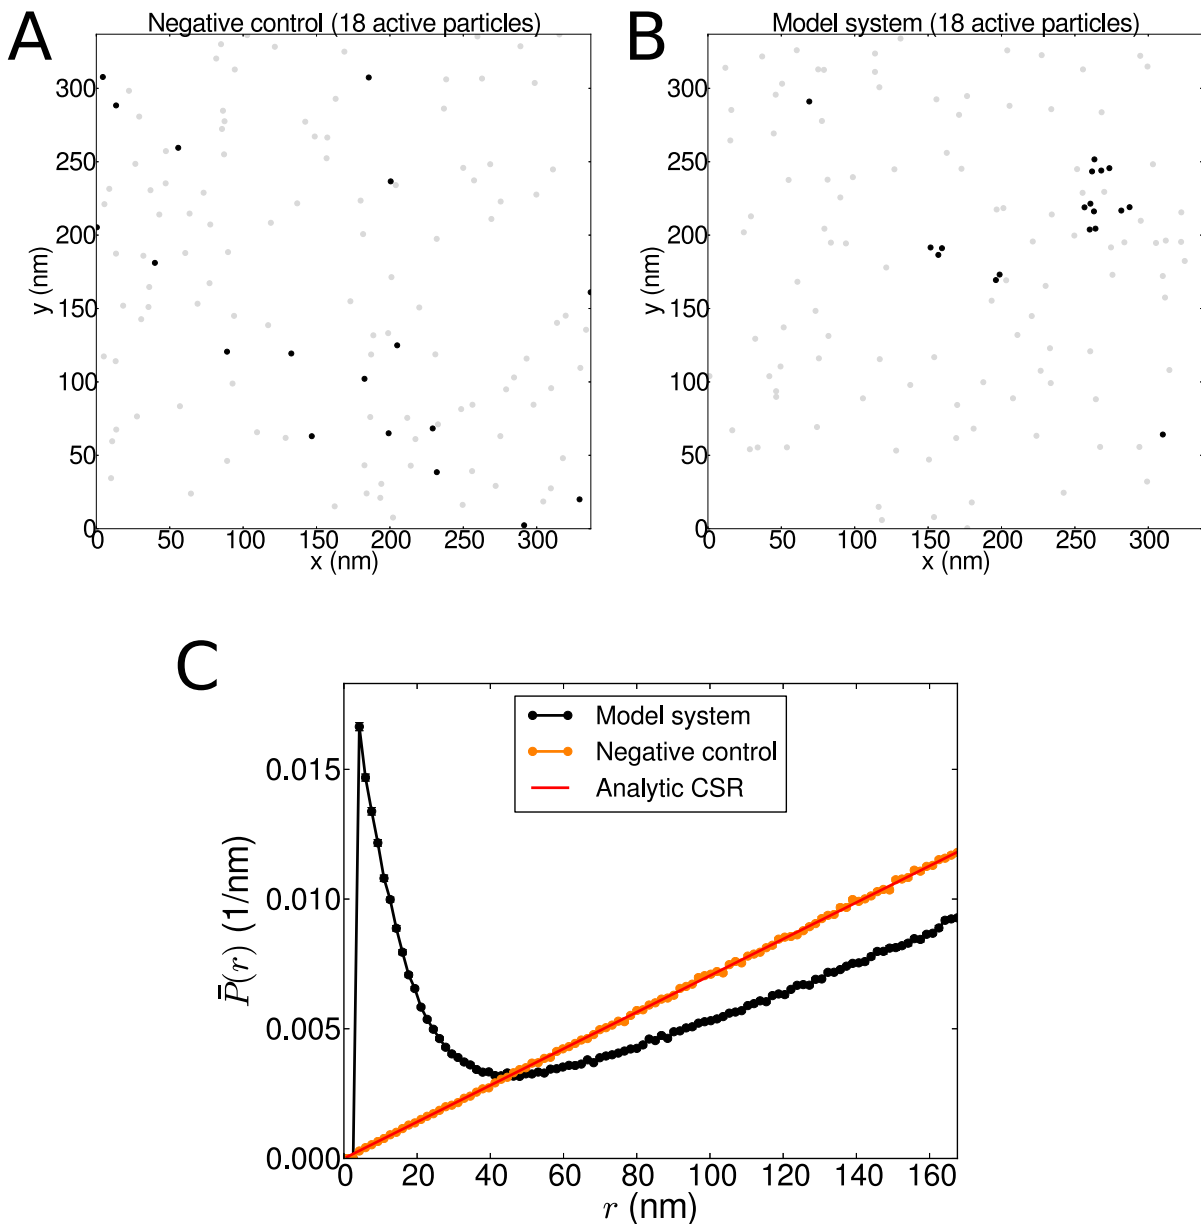 A
Negative control (18 active particles)
300
250
200
150
100
50
0
y (nm)
0 50 100 150 200 250 300
x (nm)
B
Model system (18 active particles)
300
250
200
150
100
50
0
y (nm)
0 50 100 150 200 250 300
x (nm)
C
Model system
Negative control
Analytic CSR
0.015
0.010
0.005
0.000
P̄(r) (1/nm)
0 20 40 60 80 100 120 140 160
r (nm)